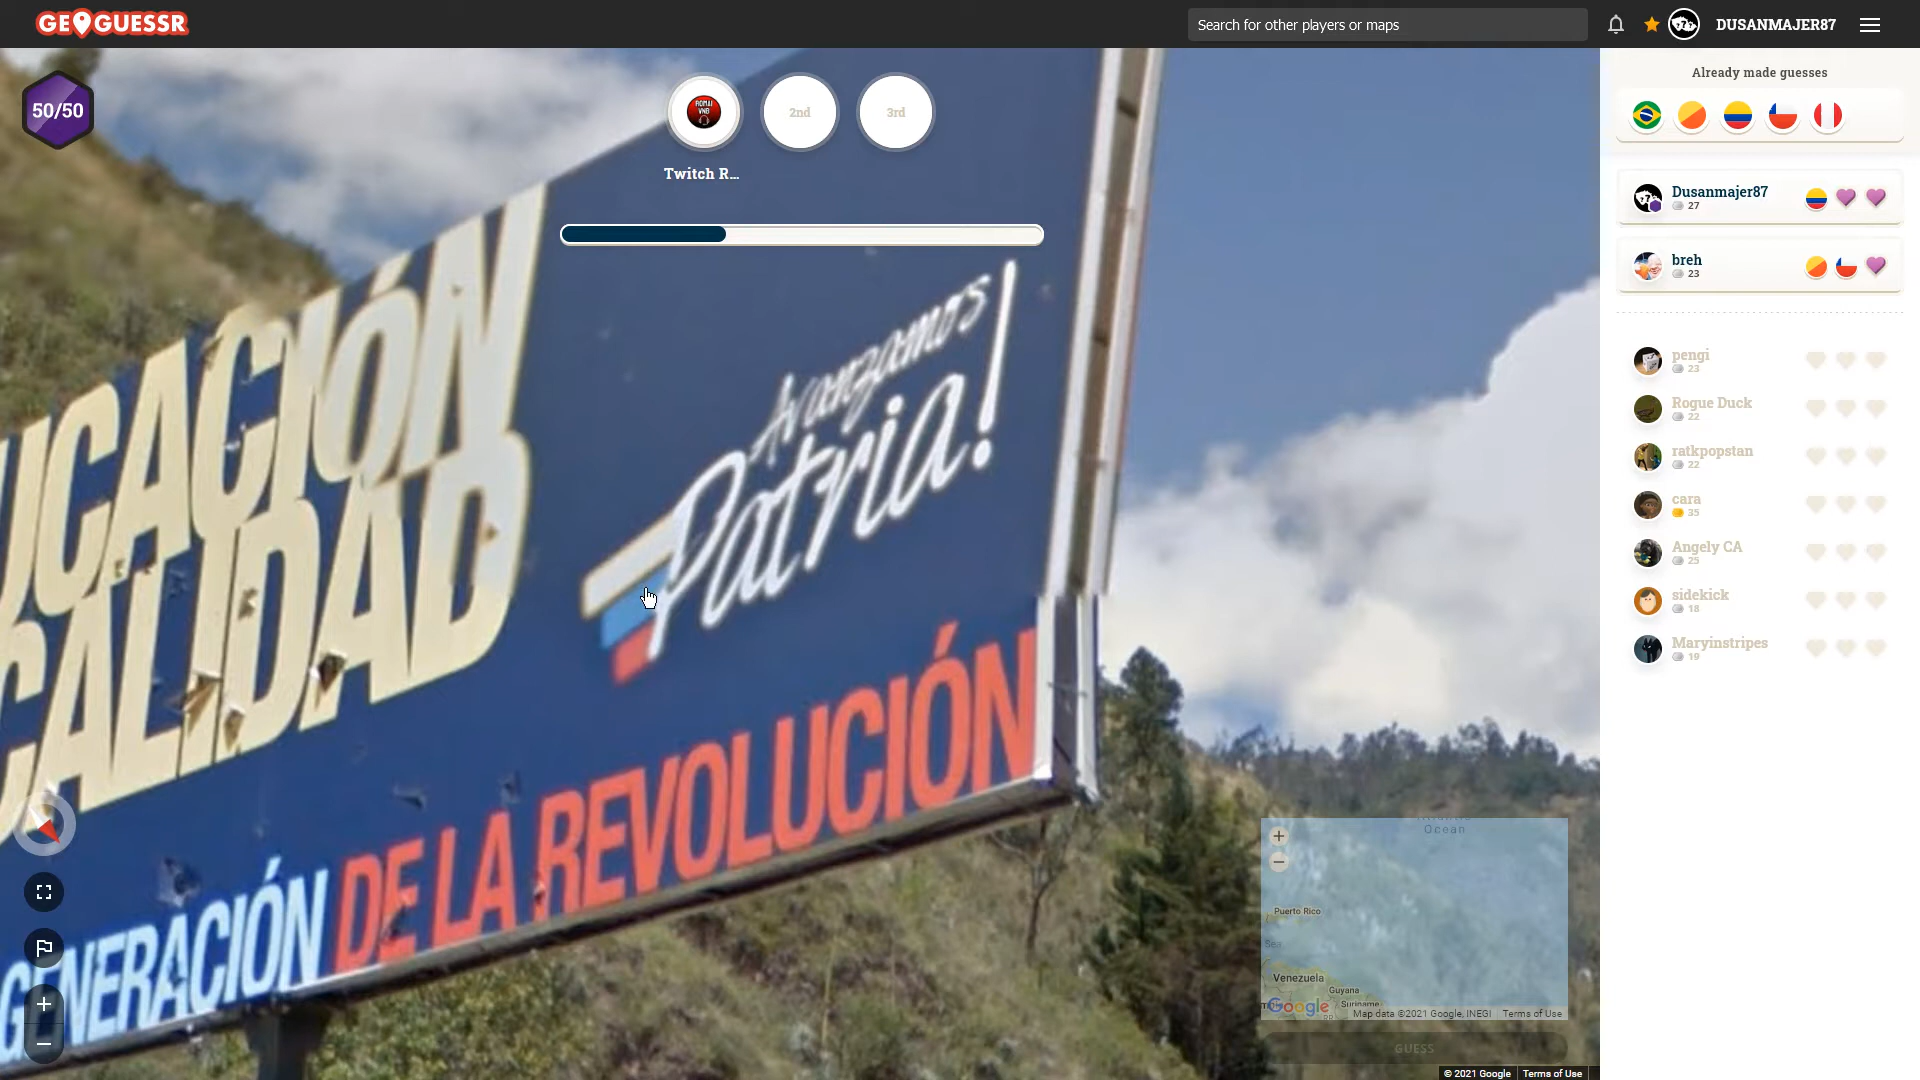 GEOGUESSR
Search for other players or maps
DUSANMAJER87
50/50
2nd
3rd
Twitch R...
UCACIÓN
CALIDAD
Avanzamos
Patria!
GENERACIÓN DE LA REVOLUCIÓN
Already made guesses
Dusanmajer87
27
breh
23
pengi
23
Rogue Duck
22
ratkpopstan
22
cara
35
Angely CA
25
sidekick
18
Maryinstripes
19
Ocean
Puerto Rico
Sea
Venezuela
Guyana
Suriname
Google
Map data ©2021 Google, INEGI
Terms of Use
GUESS
© 2021 Google
Terms of Use